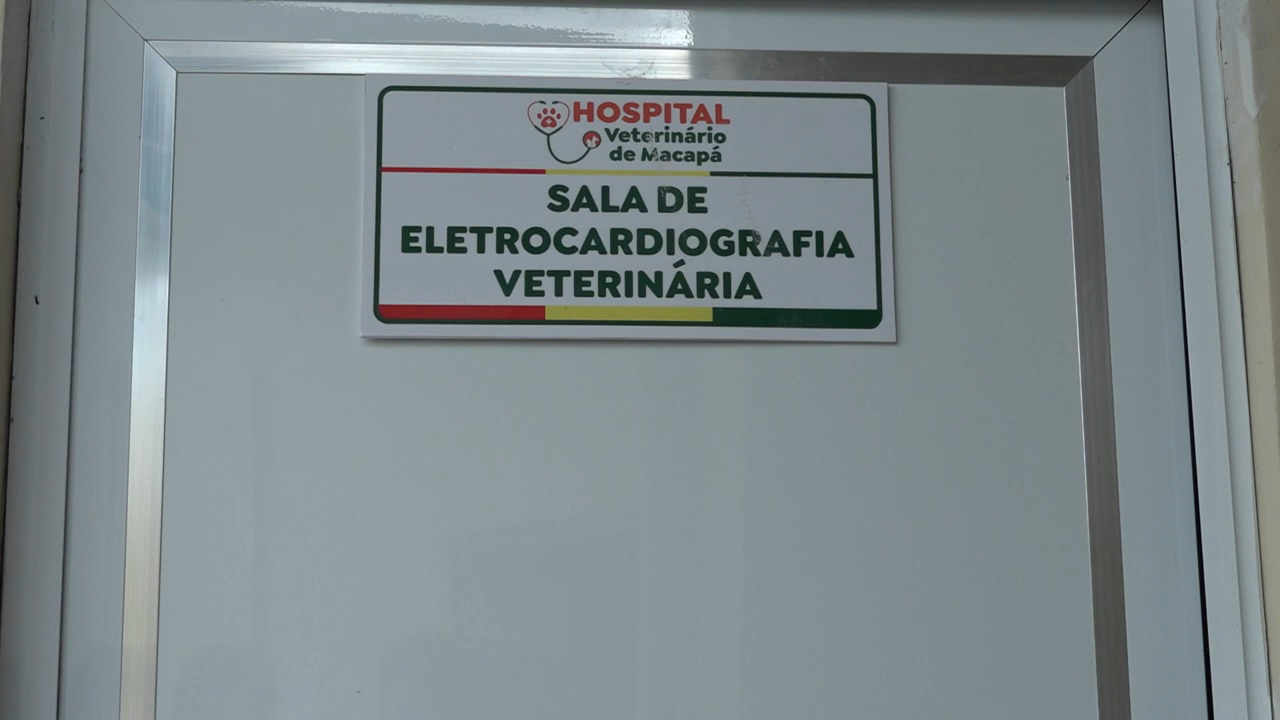 HOSPITAL
Veterinário
de Macapá
SALA DE
ELETROCARDIOGRAFIA
VETERINÁRIA